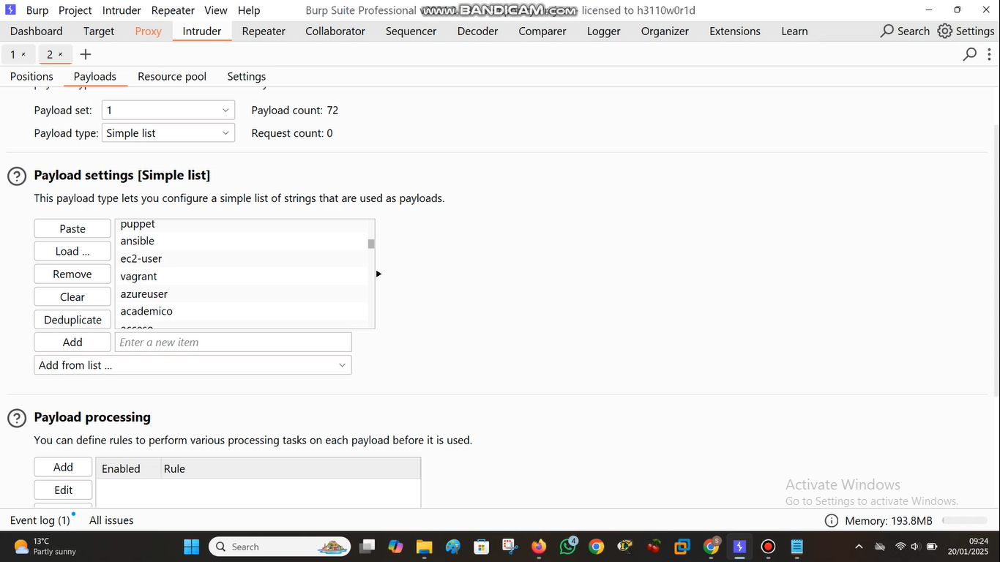 Burp Project Intruder Repeater View Help Burp Suite Professional www.BANDICAM.com - licensed to h3110w0r1d
Dashboard Target Proxy Intruder Repeater Collaborator Sequencer Decoder Comparer Logger Organizer Extensions Learn Search Settings
1 × 2 × +
Positions Payloads Resource pool Settings
Payload set: 1 Payload count: 72
Payload type: Simple list Request count: 0
Payload settings [Simple list]
This payload type lets you configure a simple list of strings that are used as payloads.
Paste
Load ...
Remove
Clear
Deduplicate
puppet
ansible
ec2-user
vagrant
azureuser
academico
Add Enter a new item
Add from list ...
Payload processing
You can define rules to perform various processing tasks on each payload before it is used.
Add Enabled Rule
Edit
Activate Windows
Go to Settings to activate Windows.
Event log (1) All issues Memory: 193.8MB
13°C
Partly sunny
Search
4
S
09:24
20/01/2025